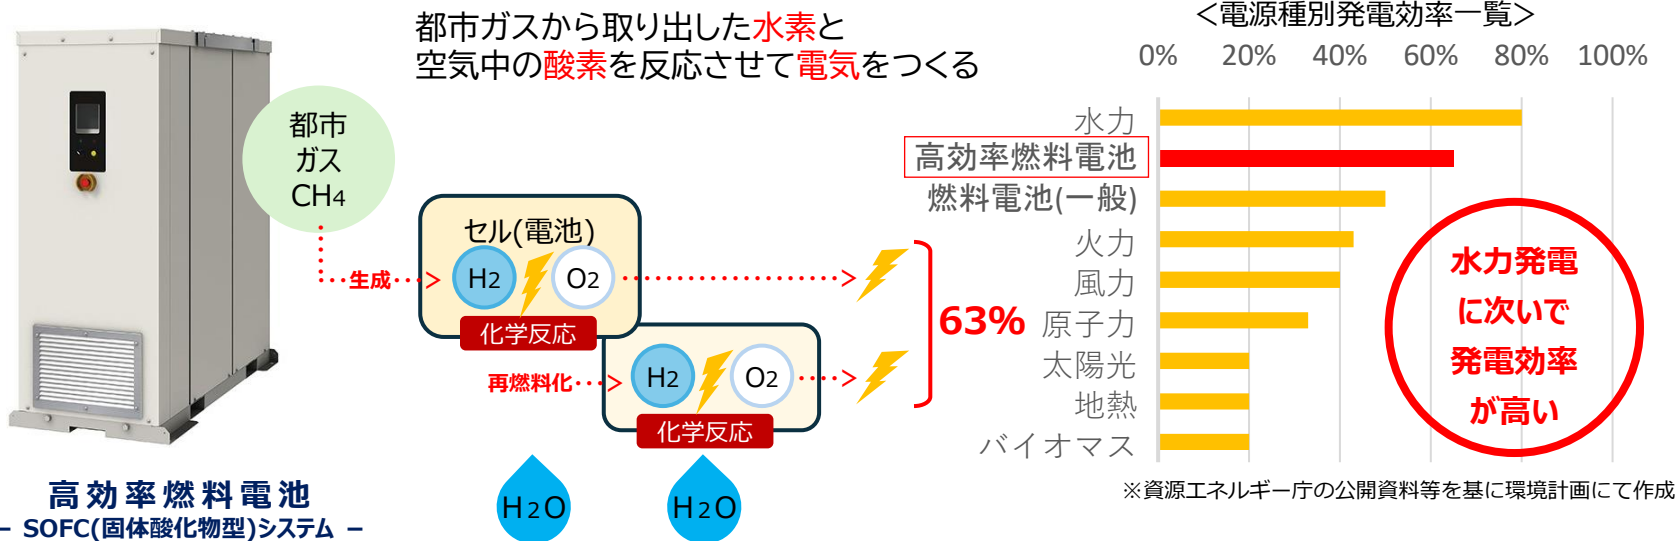 都市ガスから取り出した水素と
空気中の酸素を反応させて電気をつくる
都市
ガス
CH4
生成
セル(電池)
H2
O2
化学反応
再燃料化
H2
O2
化学反応
H2O
H2O
63%
高効率燃料電池
– SOFC(固体酸化物型)システム –
<電源種別発電効率一覧>
0% 20% 40% 60% 80% 100%
水力
高効率燃料電池
燃料電池(一般)
火力
風力
原子力
太陽光
地熱
バイオマス
水力発電
に次いで
発電効率
が高い
※資源エネルギー庁の公開資料等を基に環境計画にて作成